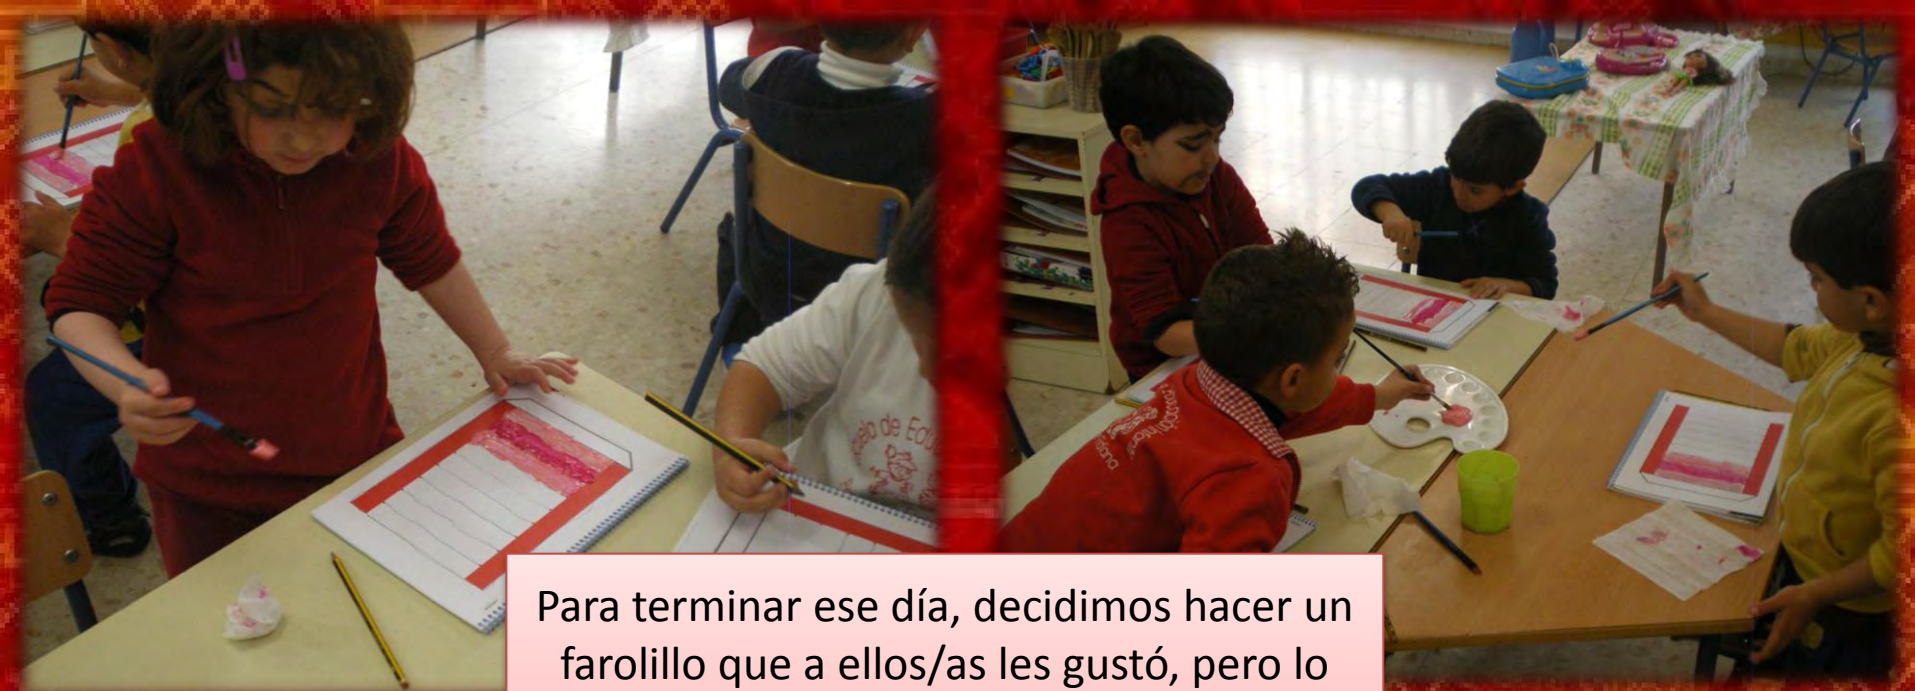 Para terminar ese día, decidimos hacer un
farolillo que a ellos/as les gustó, pero lo